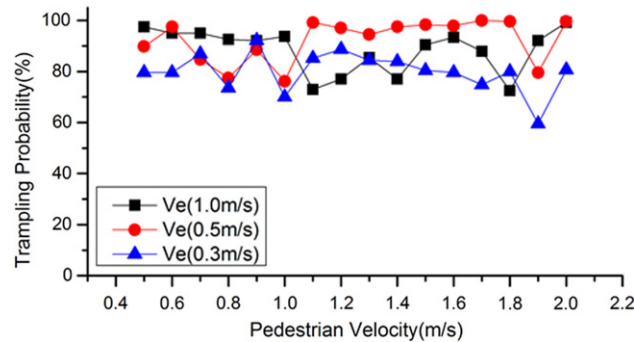 Trampling Probability(%)
100
80
60
40
20
0
Ve(1.0m/s)
Ve(0.5m/s)
Ve(0.3m/s)
0.4 0.6 0.8 1.0 1.2 1.4 1.6 1.8 2.0 2.2
Pedestrian Velocity(m/s)